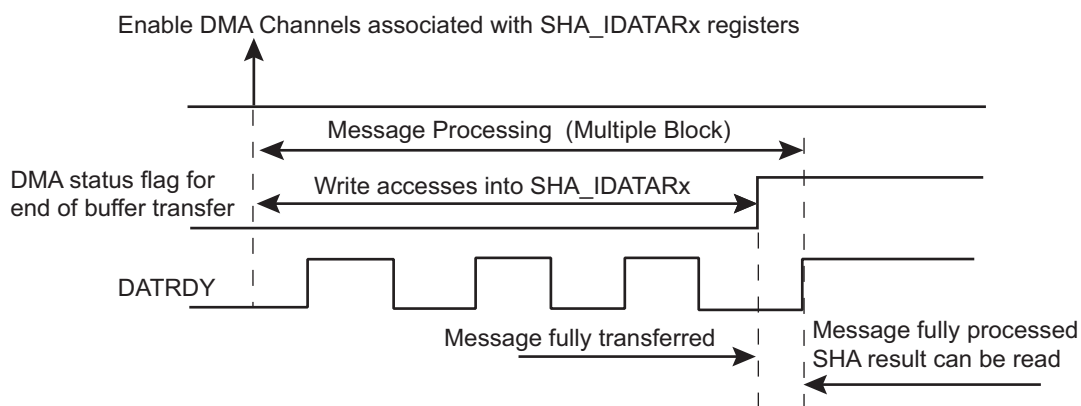 Enable DMA Channels associated with SHA_IDATARx registers
Message Processing (Multiple Block)
DMA status flag for
end of buffer transfer
Write accesses into SHA_IDATARx
DATRDY
Message fully transferred
Message fully processed
SHA result can be read